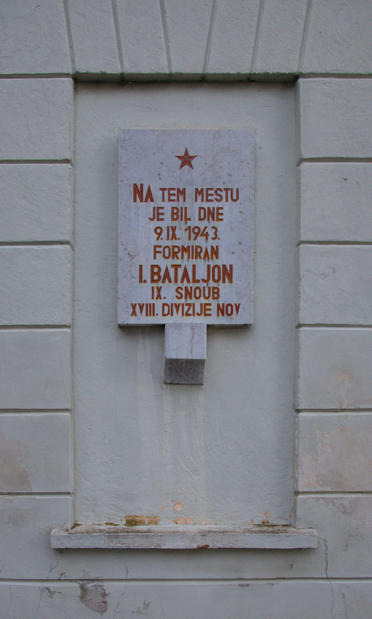 NA TEM MESTU
JE BIL DNE
9. IX. 1943.
FORMIRAN
I. BATALJON
IX. SNOUB
XVIII. DIVIZIJE NOV